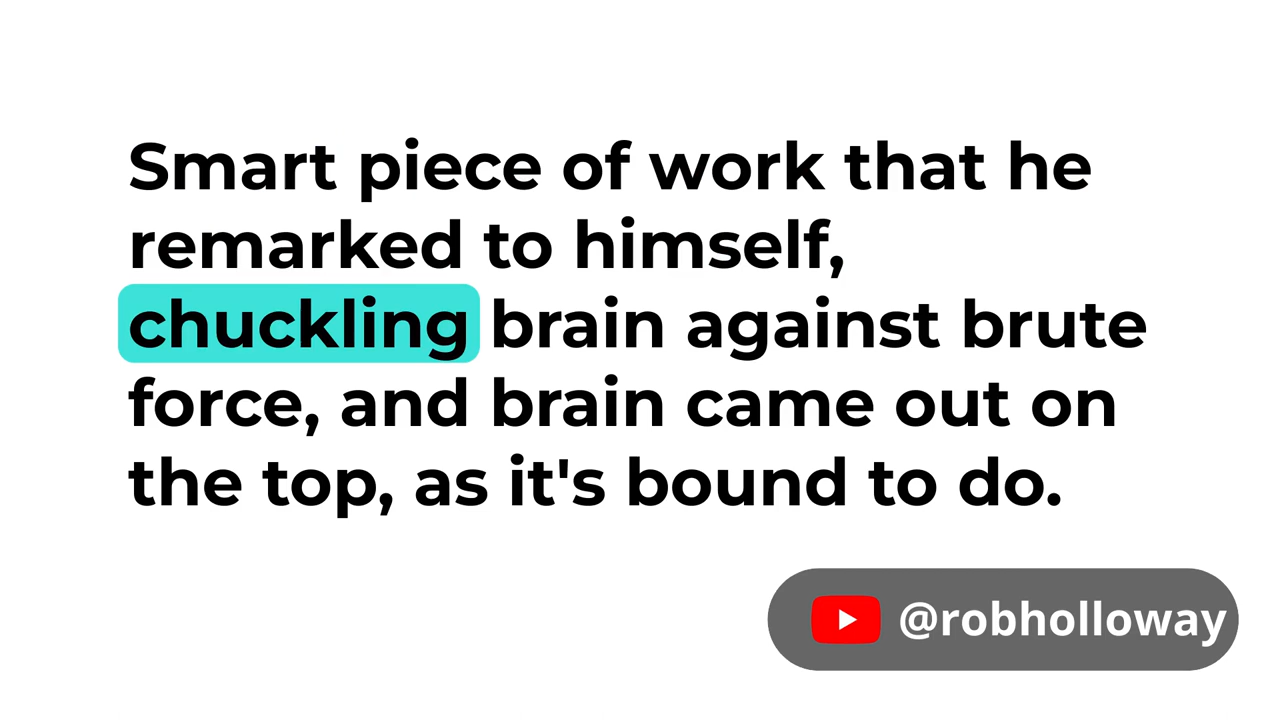 Smart piece of work that he
remarked to himself,
chuckling brain against brute
force, and brain came out on
the top, as it's bound to do.
@robholloway